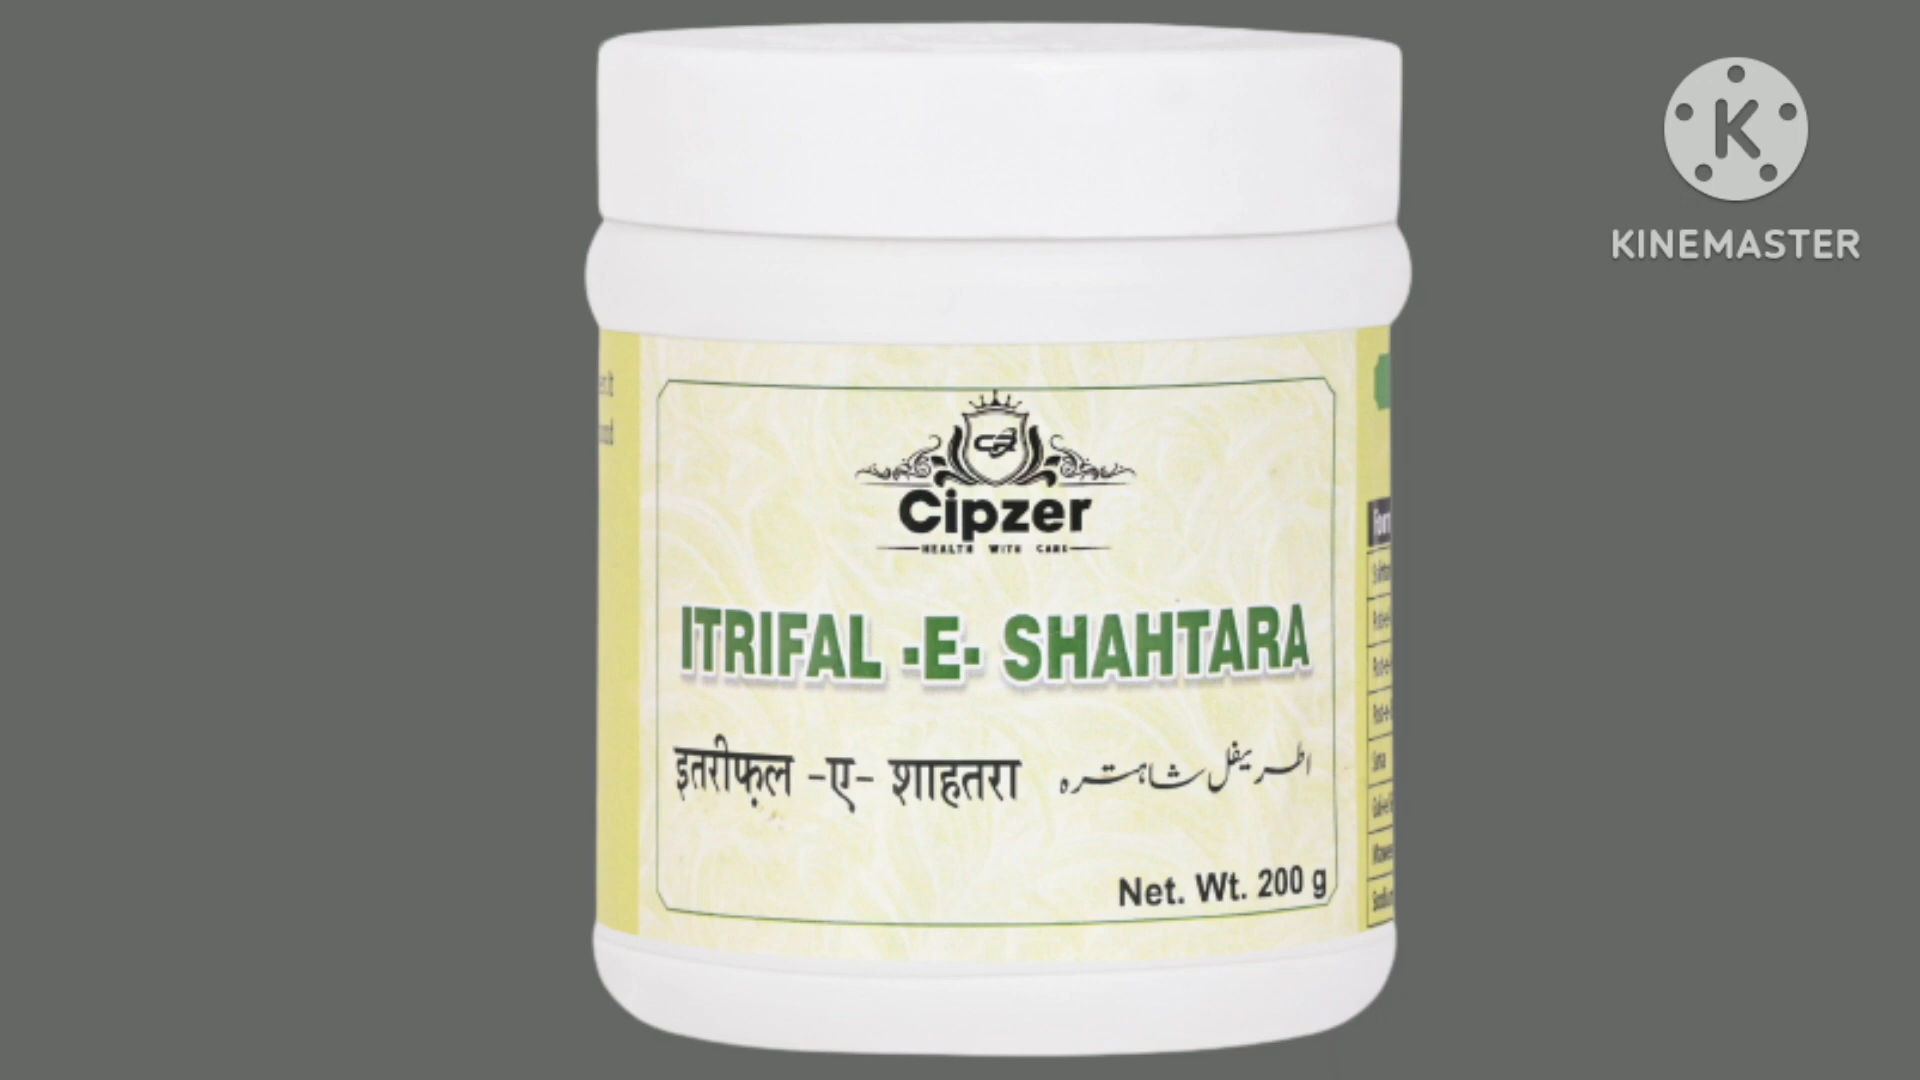 K
KINEMASTER
Cipzer
HEALTH WITH CARE
ITRIFAL -E- SHAHTARA
इतरीफ़ल -ए- शाहतरा
اطریفل شاہترہ
Net. Wt. 200 g